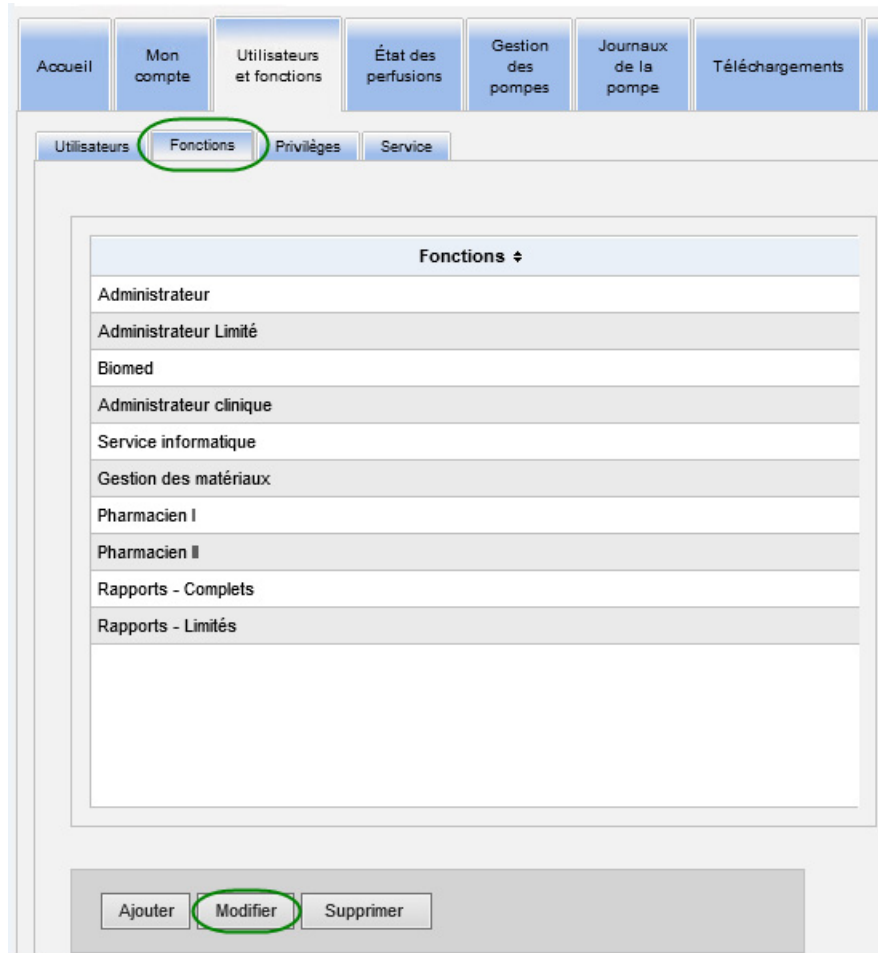 Accueil
Mon
compte
Utilisateurs
et fonctions
État des
perfusions
Gestion
des
pompes
Journaux
de la
pompe
Téléchargements
Utilisateurs Fonctions Privilèges Service
Fonctions
Administrateur
Administrateur Limité
Biomed
Administrateur clinique
Service informatique
Gestion des matériaux
Pharmacien I
Pharmacien II
Rapports - Complets
Rapports - Limités
Ajouter Modifier Supprimer